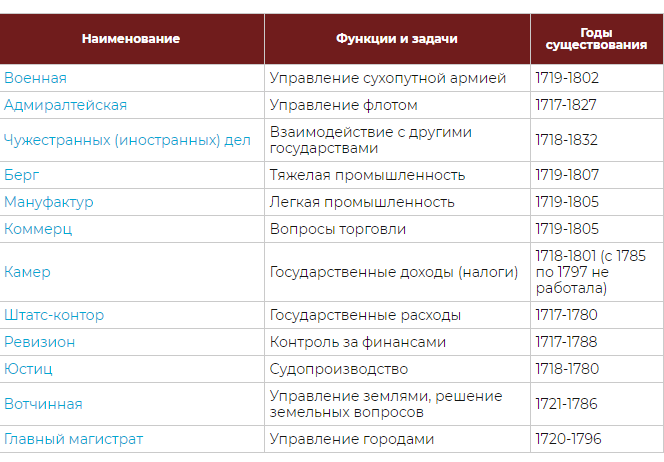 Наименование
Функции и задачи
Годы
существования
Военная
Управление сухопутной армией
1719-1802
Адмиралтейская
Управление флотом
1717-1827
Чужестранных (иностранных) дел
Взаимодействие с другими
государствами
1718-1832
Берг
Тяжелая промышленность
1719-1807
Мануфактур
Легкая промышленность
1719-1805
Коммерц
Вопросы торговли
1719-1805
Камер
Государственные доходы (налоги)
1718-1801 (с 1785
по 1797 не
работала)
Штатс-контор
Государственные расходы
1717-1780
Ревизион
Контроль за финансами
1717-1788
Юстиц
Судопроизводство
1718-1780
Вотчинная
Управление землями, решение
земельных вопросов
1721-1786
Главный магистрат
Управление городами
1720-1796